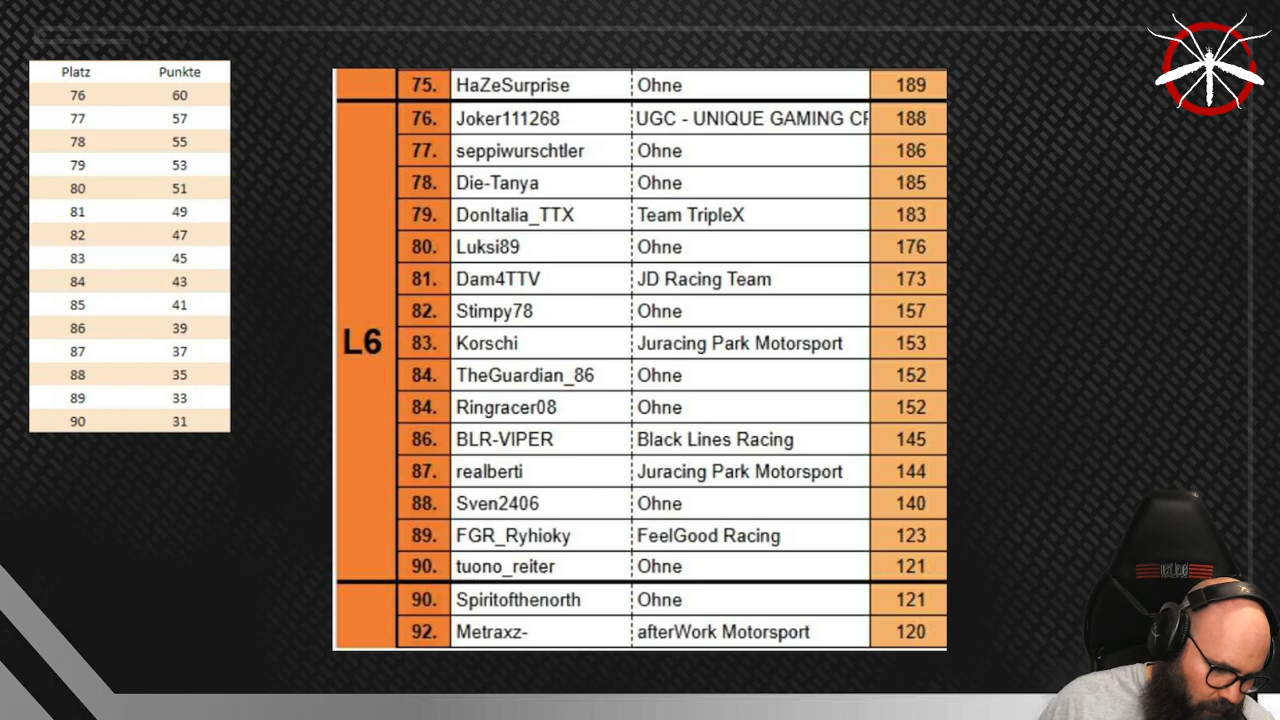 Platz Punkte
76 60
77 57
78 55
79 53
80 51
81 49
82 47
83 45
84 43
85 41
86 39
87 37
88 35
89 33
90 31
75. HaZeSurprise Ohne 189
L6
76. Joker111268 UGC - UNIQUE GAMING 188
77. seppiwurschtler Ohne 186
78. Die-Tanya Ohne 185
79. DonItalia_TTX Team TripleX 183
80. Luksi89 Ohne 176
81. Dam4TTV JD Racing Team 173
82. Stimpy78 Ohne 157
83. Korschi Juracing Park Motorsport 153
84. TheGuardian_86 Ohne 152
84. Ringracer08 Ohne 152
86. BLR-VIPER Black Lines Racing 145
87. realberti Juracing Park Motorsport 144
88. Sven2406 Ohne 140
89. FGR_Ryhioky FeelGood Racing 123
90. tuono_reiter Ohne 121
90. Spiritofthenorth Ohne 121
92. Metraxz- afterWork Motorsport 120